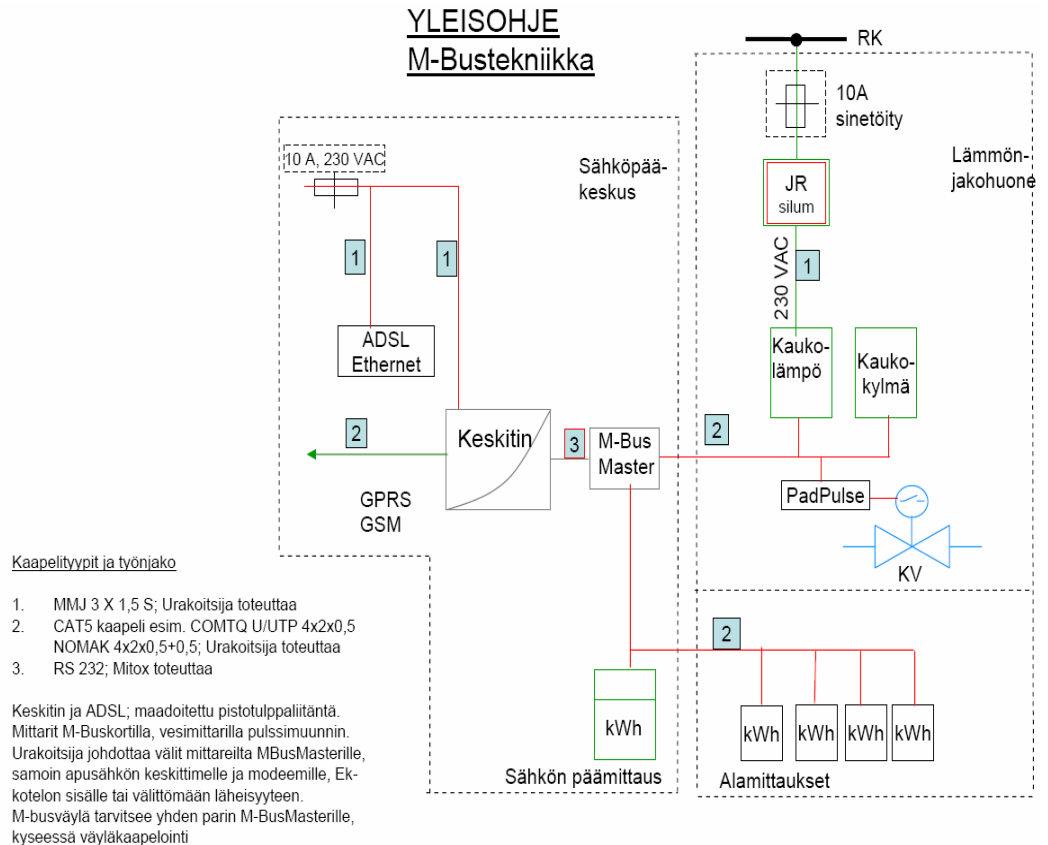 YLEISOHJE
M-Bustekniikka
RK
10A
sinetöity
Lämmön-
jakohuone
10 A, 230 VAC
Sähköpää-
keskus
JR
silum
1
1
230 VAC
1
ADSL
Ethernet
Kauko-
lämpö
Kauko-
kylmä
2
Keskitin
3
M-Bus
Master
2
PadPulse
GPRS
GSM
KV
Kaapelityypit ja työnjako
1. MMJ 3 X 1,5 S; Urakoitsija toteuttaa
2. CAT5 kaapeli esim. COMTQ U/UTP 4x2x0,5
NOMAK 4x2x0,5+0,5; Urakoitsija toteuttaa
3. RS 232; Mitox toteuttaa
2
Keskitin ja ADSL; maadoitettu pistotulppaliitäntä.
Mittarit M-Buskortilla, vesimittarilla pulssimuunnin.
Urakoitsija johdottaa välit mittareilta MBusMasterille,
samoin apusähkön keskittimelle ja modeemille, Ek-
kotelon sisälle tai välittömään läheisyyteen.
M-busväylä tarvitsee yhden parin M-BusMasterille,
kyseessä väyläkaapelointi
kWh
kWh
kWh
kWh
kWh
Sähkön päämittaus
Alamittaukset